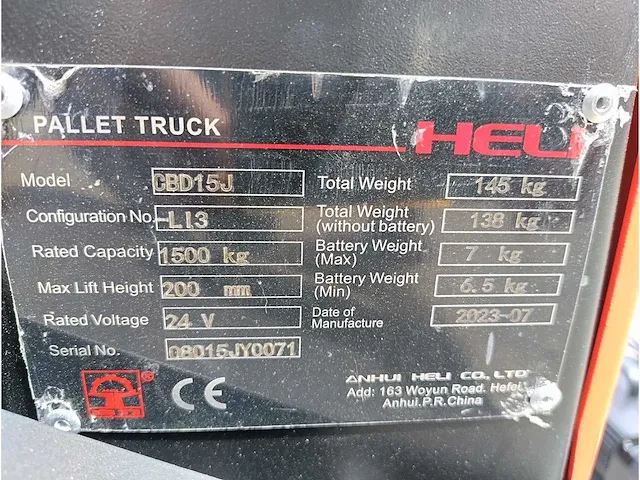 PALLET TRUCK HELI
Model CBD15J Total Weight 145 kg
Configuration No. -LI3 Total Weight (without battery) 138 kg
Rated Capacity 1500 kg Battery Weight (Max) 7 kg
Max Lift Height 200 mm Battery Weight (Min) 6.5 kg
Rated Voltage 24 V Date of Manufacture 2023-07
Serial No. 08015JY0071
CE
ANHUI HELI CO., LTD
Add: 163 Woyun Road. Hefei.
Anhui.P.R.China